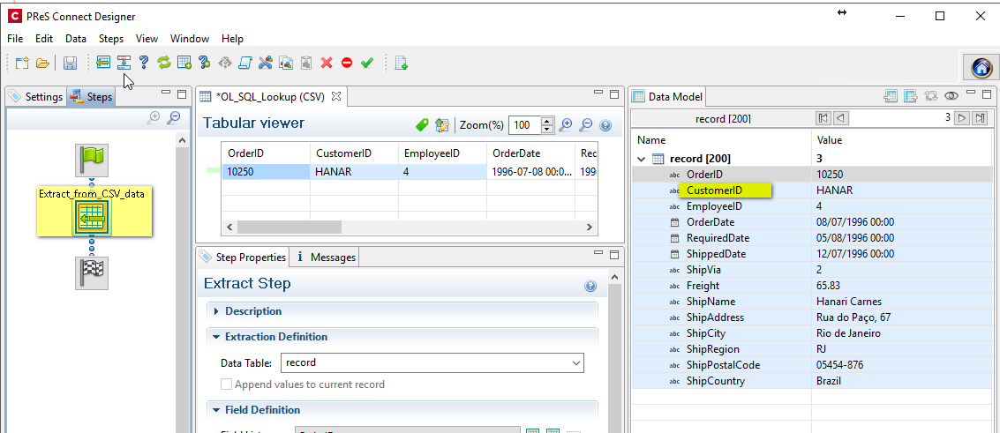 C PReS Connect Designer
File Edit Data Steps View Window Help
Settings Steps
Extract_from_CSV_data
*OL_SQL_Lookup (CSV)
Tabular viewer Zoom(%) 100
OrderID CustomerID EmployeeID OrderDate Rec
10250 HANAR 4 1996-07-08 00:0... 199
Step Properties i Messages
Extract Step
Description
Extraction Definition
Data Table: record
Append values to current record
Field Definition
Data Model
record [200] 3
Name Value
record [200] 3
abc OrderID 10250
abc CustomerID HANAR
abc EmployeeID 4
OrderDate 08/07/1996 00:00
RequiredDate 05/08/1996 00:00
ShippedDate 12/07/1996 00:00
abc ShipVia 2
abc Freight 65.83
abc ShipName Hanari Carnes
abc ShipAddress Rua do Paço, 67
abc ShipCity Rio de Janeiro
abc ShipRegion RJ
abc ShipPostalCode 05454-876
abc ShipCountry Brazil